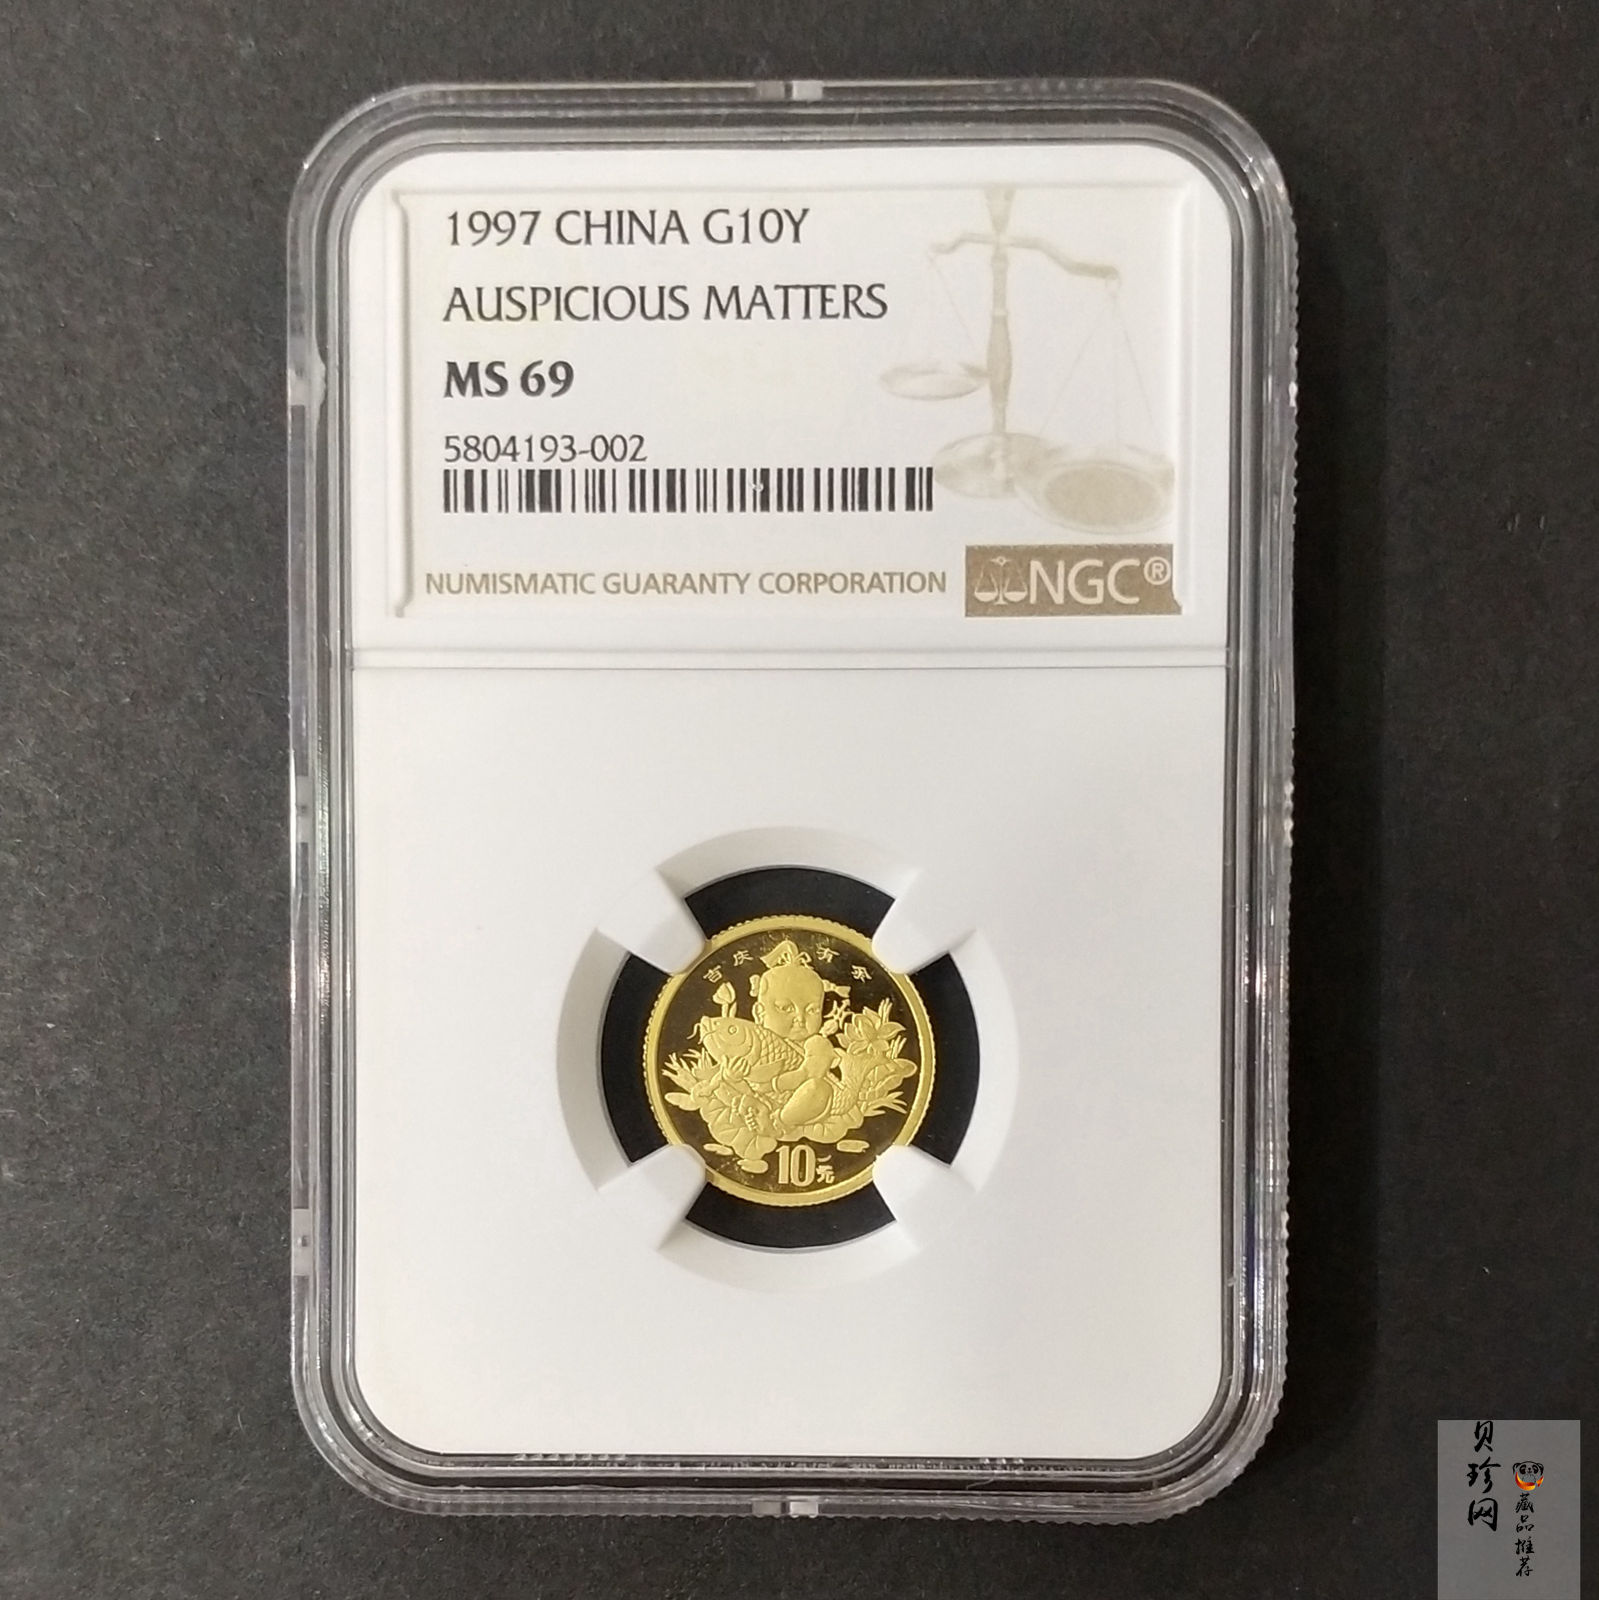 1997 CHINA G10Y
AUSPICIOUS MATTERS
MS 69
5804193-002
NUMISMATIC GUARANTY CORPORATION
NGC®
吉庆有余
10元
贝珍网
藏品推荐